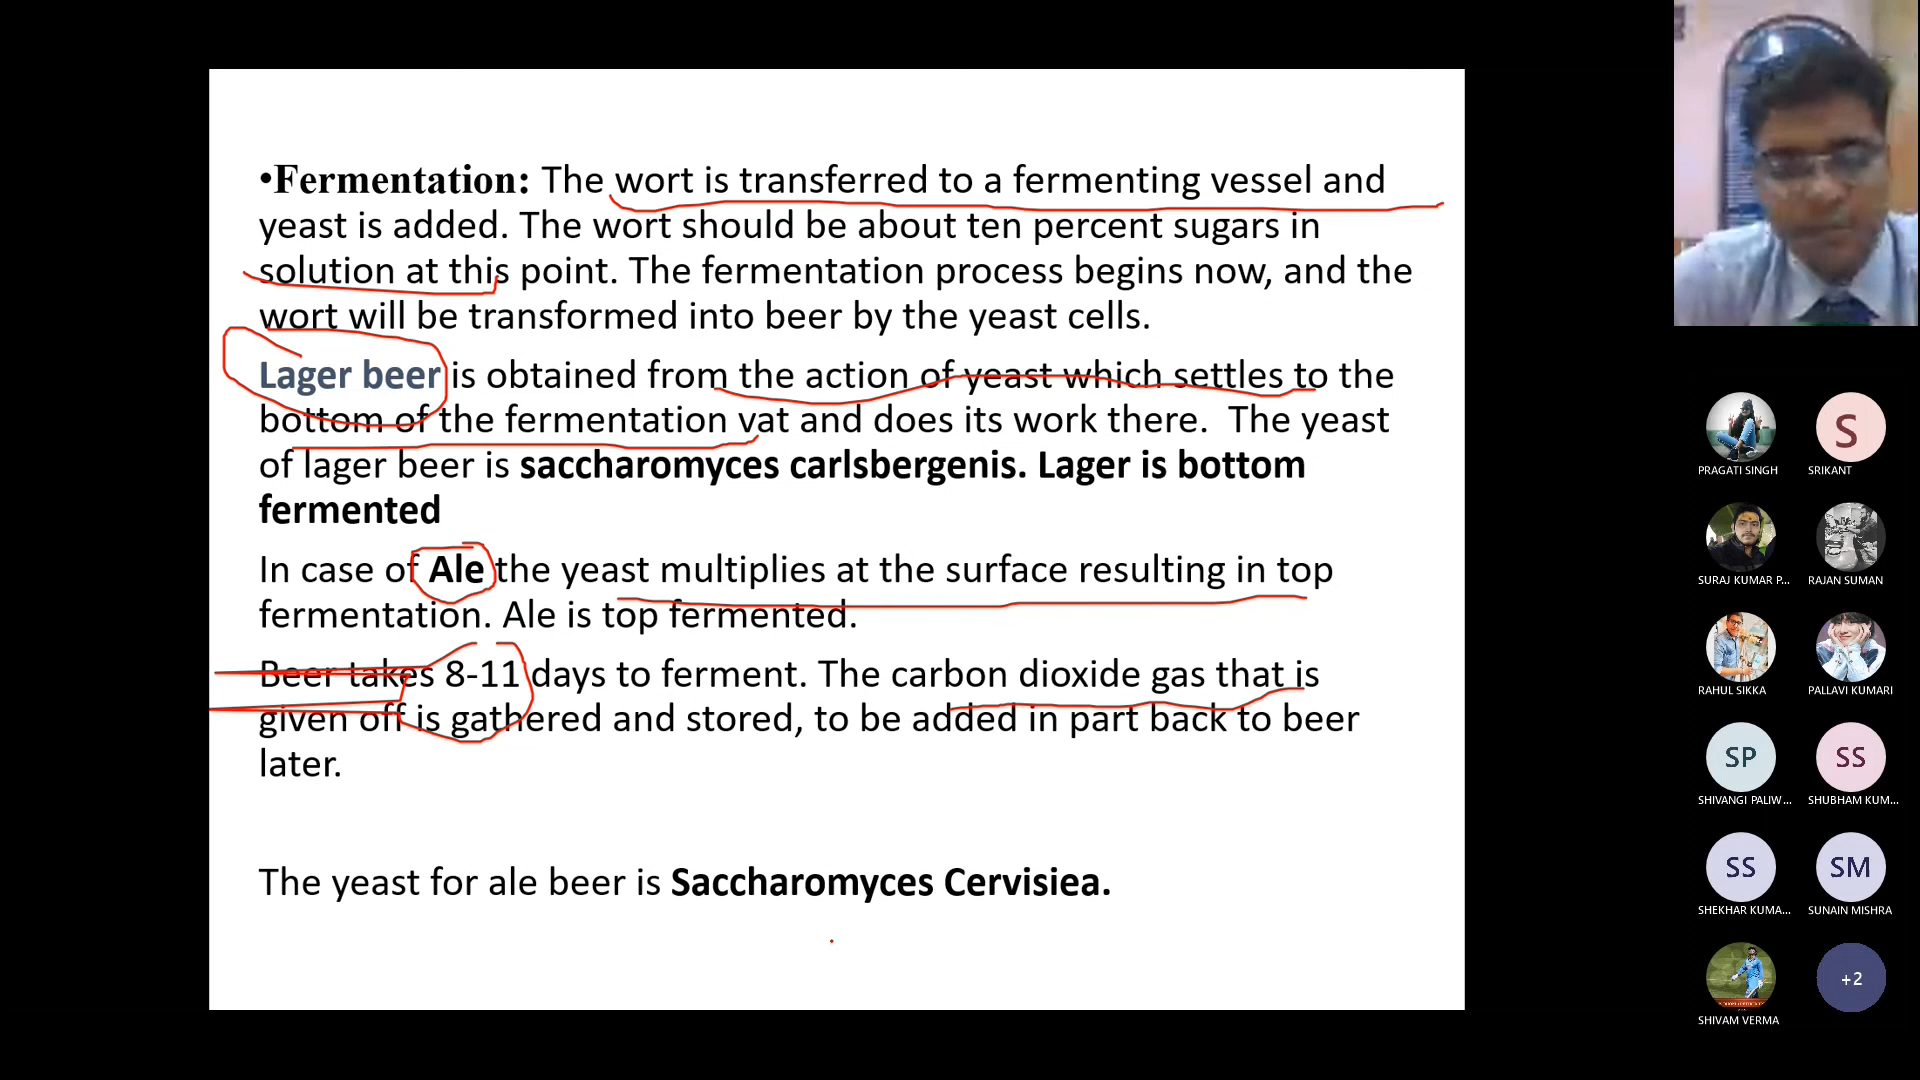 •Fermentation: The wort is transferred to a fermenting vessel and
yeast is added. The wort should be about ten percent sugars in
solution at this point. The fermentation process begins now, and the
wort will be transformed into beer by the yeast cells.
Lager beer is obtained from the action of yeast which settles to the
bottom of the fermentation vat and does its work there. The yeast
of lager beer is saccharomyces carlsbergenis. Lager is bottom
fermented
In case of Ale the yeast multiplies at the surface resulting in top
fermentation. Ale is top fermented.
Beer takes 8-11 days to ferment. The carbon dioxide gas that is
given off is gathered and stored, to be added in part back to beer
later.
The yeast for ale beer is Saccharomyces Cervisiea.
PRAGATI SINGH
S
SRIKANT
SURAJ KUMAR P...
RAJAN SUMAN
RAHUL SIKKA
PALLAVI KUMARI
SP
SHIVANGI PALIW...
SS
SHUBHAM KUM...
SS
SHEKHAR KUMA...
SM
SUNAIN MISHRA
SHIVAM VERMA
+2